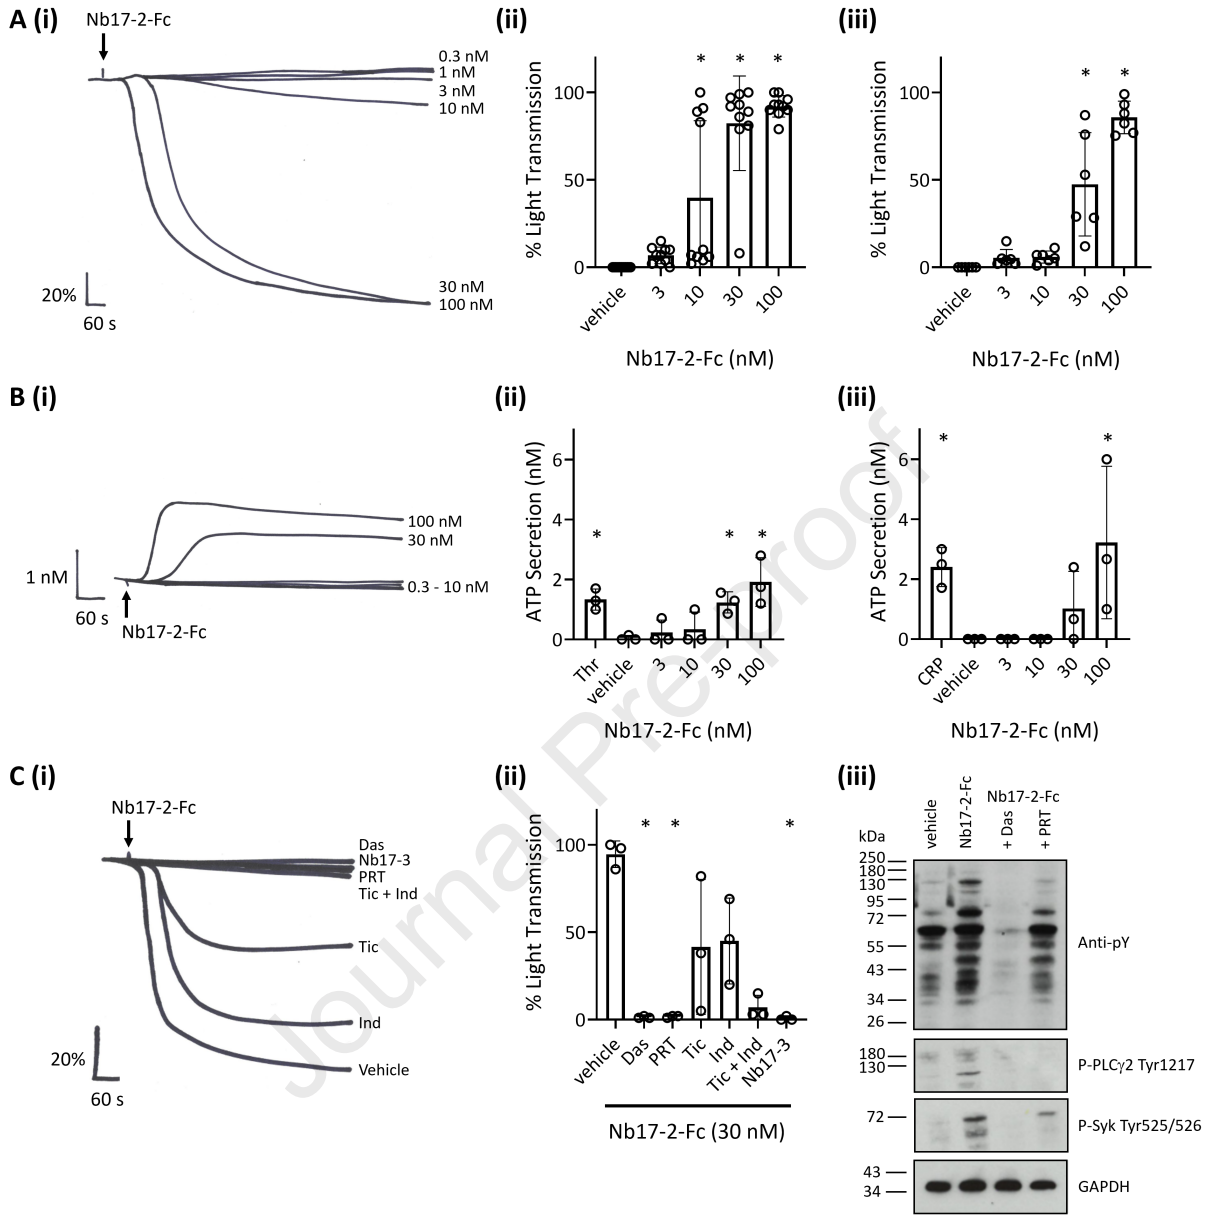 A (i)
Nb17-2-Fc
0.3 nM
1 nM
3 nM
10 nM
30 nM
100 nM
20%
60 s
(ii)
% Light Transmission
100
50
0
*
*
*
vehicle
3
10
30
100
Nb17-2-Fc (nM)
(iii)
% Light Transmission
100
50
0
*
*
vehicle
3
10
30
100
Nb17-2-Fc (nM)
B (i)
100 nM
30 nM
0.3 - 10 nM
1 nM
60 s
Nb17-2-Fc
(ii)
ATP Secretion (nM)
6
4
2
0
*
*
*
Thr
vehicle
3
10
30
100
Nb17-2-Fc (nM)
(iii)
ATP Secretion (nM)
6
4
2
0
*
*
CRP
vehicle
3
10
30
100
Nb17-2-Fc (nM)
C (i)
Nb17-2-Fc
Das
Nb17-3
PRT
Tic + Ind
Tic
Ind
Vehicle
20%
60 s
(ii)
% Light Transmission
100
50
0
*
*
*
vehicle
Das
PRT
Tic
Ind
Tic + Ind
Nb17-3
Nb17-2-Fc (30 nM)
(iii)
vehicle
Nb17-2-Fc
Nb17-2-Fc
+ Das
+ PRT
kDa
250
180
130
95
72
55
43
34
26
Anti-pY
180
130
P-PLCγ2 Tyr1217
72
P-Syk Tyr525/526
43
34
GAPDH
Journal Pre-proof